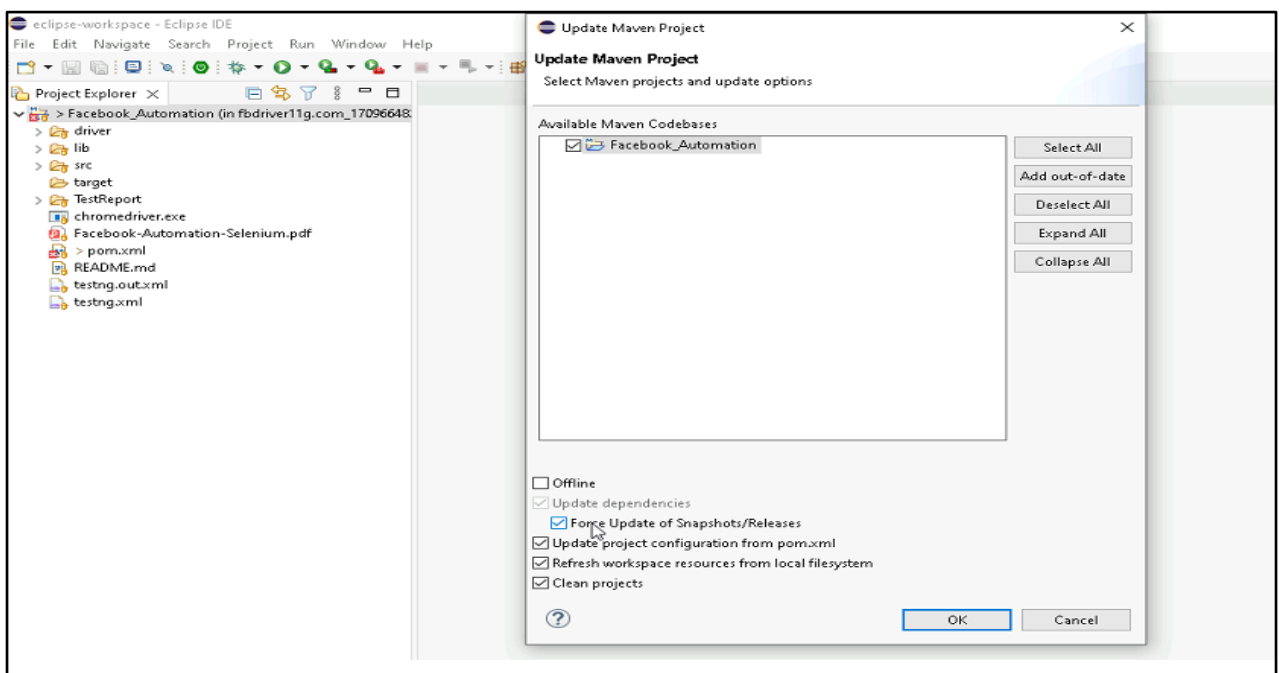 eclipse-workspace - Eclipse IDE
File Edit Navigate Search Project Run Window Help
Project Explorer
> Facebook_Automation (in fbdriver11g.com_17096648
driver
lib
src
target
TestReport
chromedriver.exe
Facebook-Automation-Selenium.pdf
> pom.xml
README.md
testng.out.xml
testng.xml
Update Maven Project
Update Maven Project
Select Maven projects and update options
Available Maven Codebases
Facebook_Automation
Select All
Add out-of-date
Deselect All
Expand All
Collapse All
Offline
Update dependencies
Force Update of Snapshots/Releases
Update project configuration from pom.xml
Refresh workspace resources from local filesystem
Clean projects
OK
Cancel